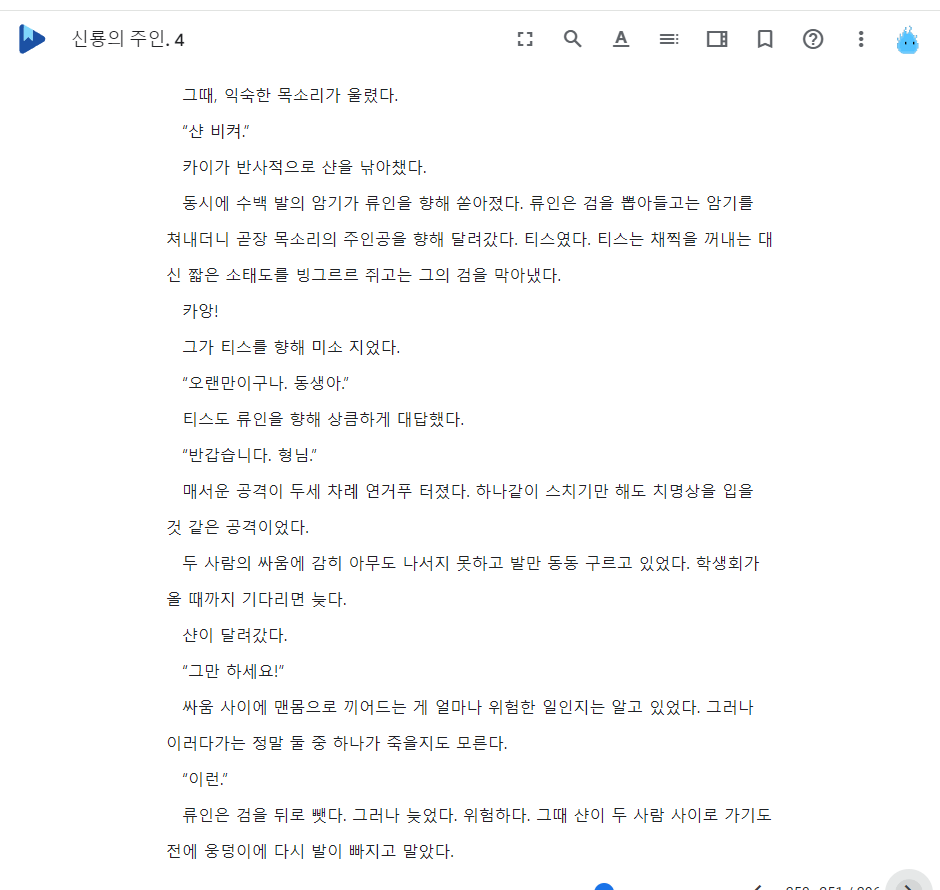 신룡의 주인. 4
그때, 익숙한 목소리가 울렸다.
“샨 비켜.”
카이가 반사적으로 샨을 낚아챘다.
동시에 수백 발의 암기가 류인을 향해 쏟아졌다. 류인은 검을 뽑아들고는 암기를
쳐내더니 곧장 목소리의 주인공을 향해 달려갔다. 티스였다. 티스는 채찍을 꺼내는 대
신 짧은 소태도를 빙그르르 쥐고는 그의 검을 막아냈다.
카앙!
그가 티스를 향해 미소 지었다.
“오랜만이구나. 동생아.”
티스도 류인을 향해 상큼하게 대답했다.
“반갑습니다. 형님.”
매서운 공격이 두세 차례 연거푸 터졌다. 하나같이 스치기만 해도 치명상을 입을
것 같은 공격이었다.
두 사람의 싸움에 감히 아무도 나서지 못하고 발만 동동 구르고 있었다. 학생회가
올 때까지 기다리면 늦다.
샨이 달려갔다.
“그만 하세요!”
싸움 사이에 맨몸으로 끼어드는 게 얼마나 위험한 일인지는 알고 있었다. 그러나
이러다가는 정말 둘 중 하나가 죽을지도 모른다.
“이런.”
류인은 검을 뒤로 뺏다. 그러나 늦었다. 위험하다. 그때 샨이 두 사람 사이로 가기도
전에 웅덩이에 다시 발이 빠지고 말았다.